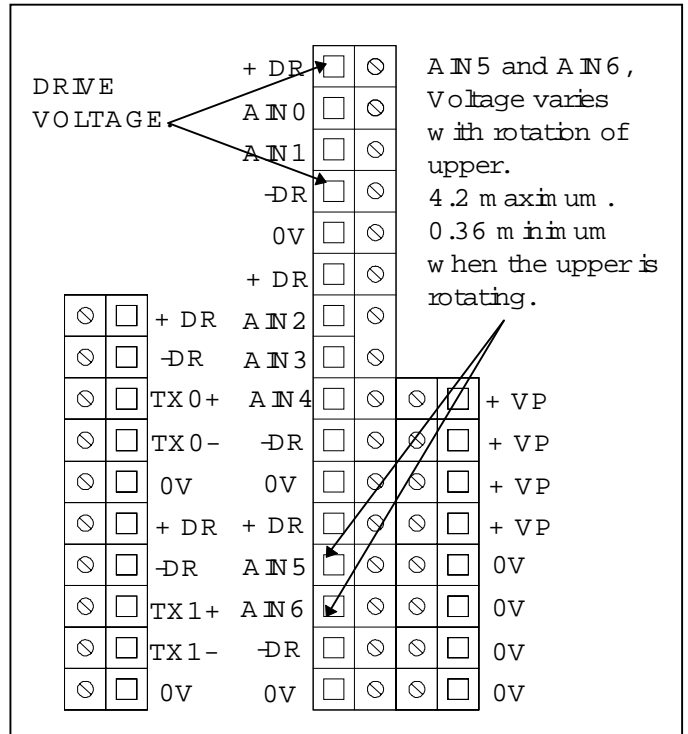 DRIVE
VOLTAGE.
+ DR
AIN0
AIN1
-DR
0V
+ DR
AIN2
AIN3
AIN4
-DR
0V
+ DR
AIN5
AIN6
-DR
0V
AIN5 and AIN6,
Voltage varies
with rotation of
upper.
4.2 maximum.
0.36 minimum
when the upper is
rotating.
+ DR
-DR
TX0+
TX0-
0V
+ DR
-DR
TX1+
TX1-
0V
+ VP
+ VP
+ VP
+ VP
0V
0V
0V
0V